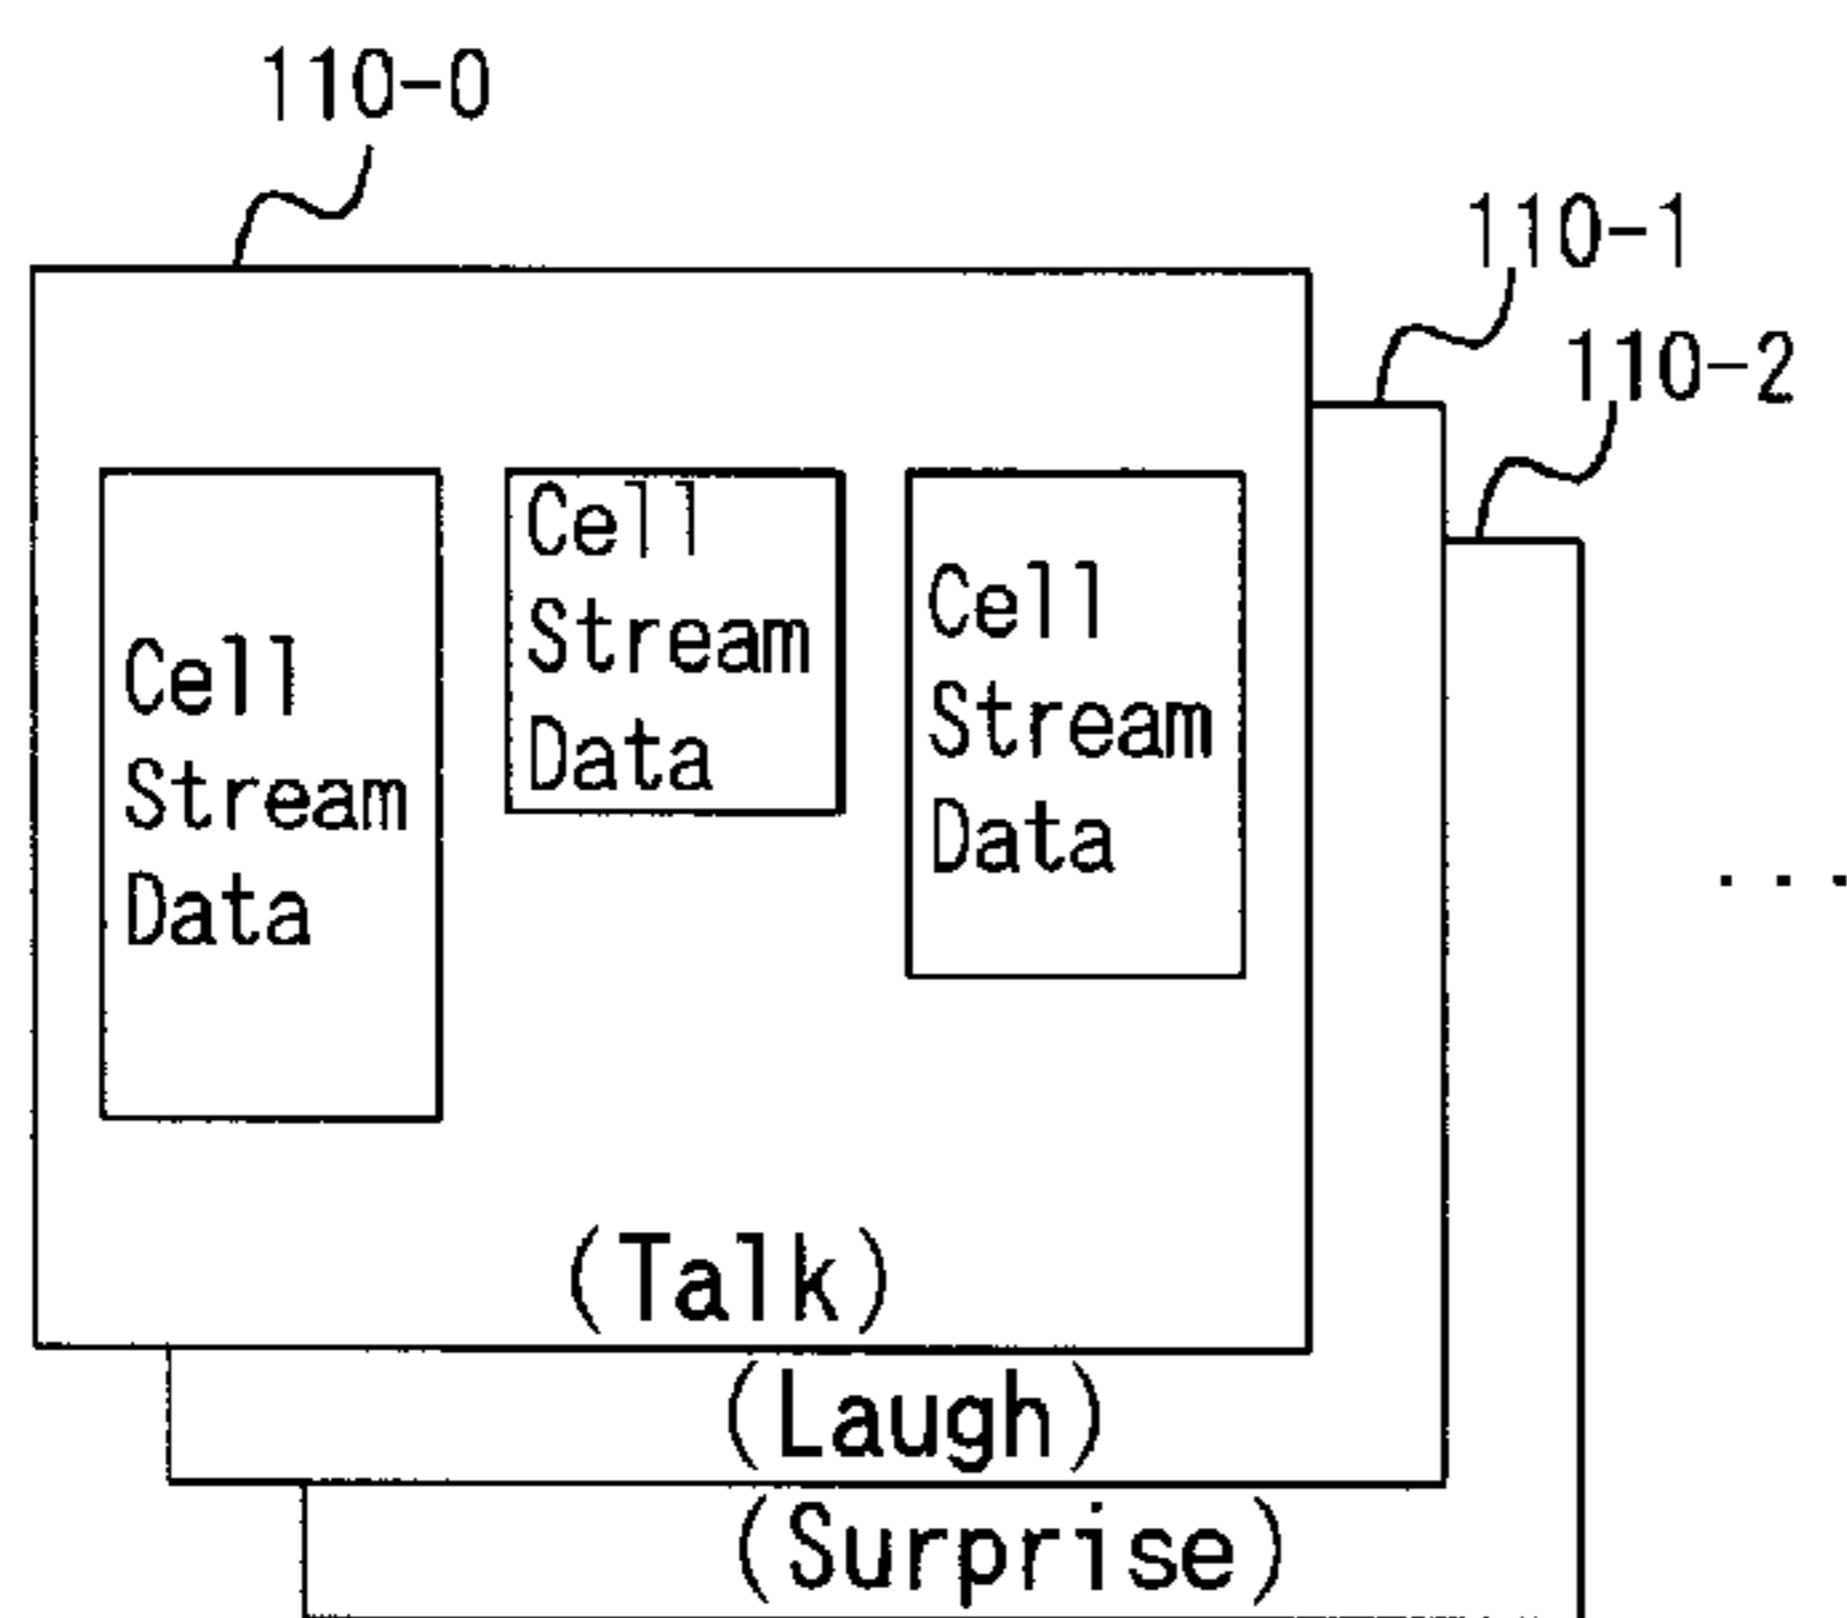 110-0
110-1
110-2
Cell
Stream
Data
Cell
Stream
Data
Cell
Stream
Data
...
(Talk)
(Laugh)
(Surprise)